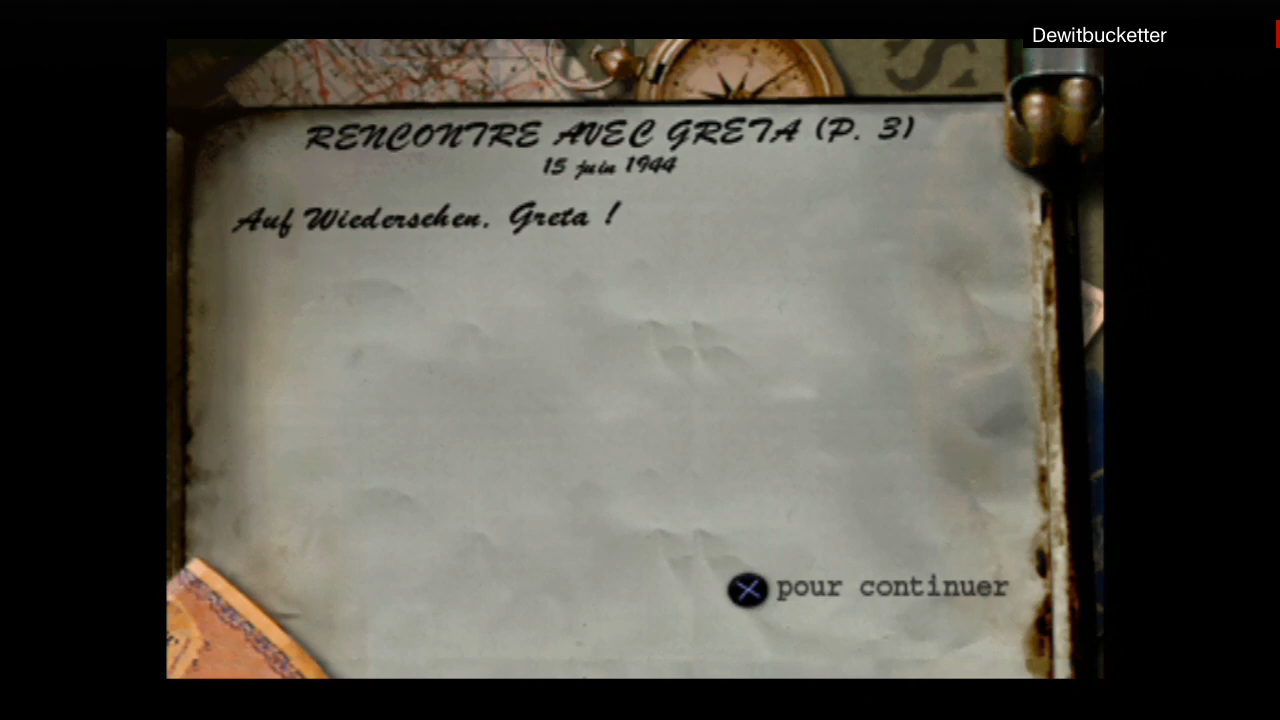 Dewitbucketter
RENCONTRE AVEC GRETA (P. 3)
15 juin 1944
Auf Wiedersehen, Greta !
pour continuer